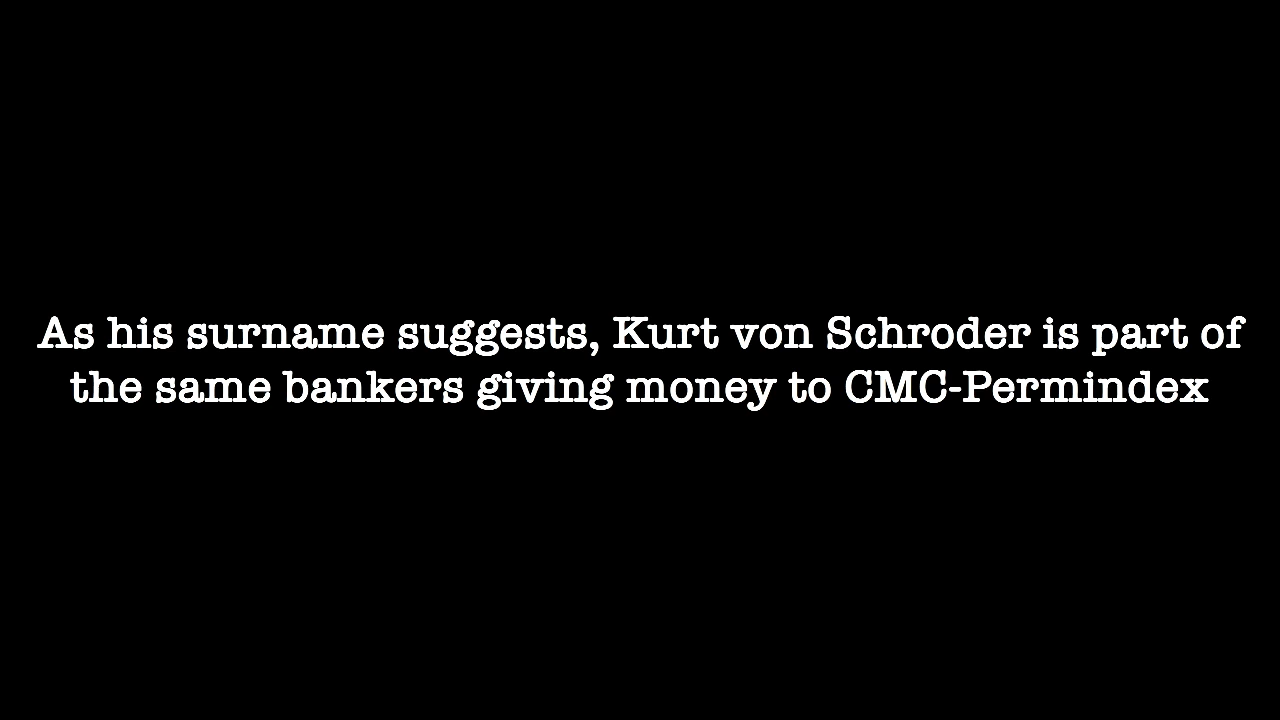 As his surname suggests, Kurt von Schroder is part of
the same bankers giving money to CMC-Permindex